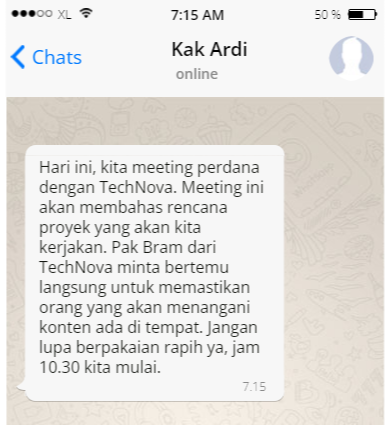 XL 7:15 AM 50 %
Chats Kak Ardi
online
Hari ini, kita meeting perdana
dengan TechNova. Meeting ini
akan membahas rencana
proyek yang akan kita
kerjakan. Pak Bram dari
TechNova minta bertemu
langsung untuk memastikan
orang yang akan menangani
konten ada di tempat. Jangan
lupa berpakaian rapih ya, jam
10.30 kita mulai.
7.15